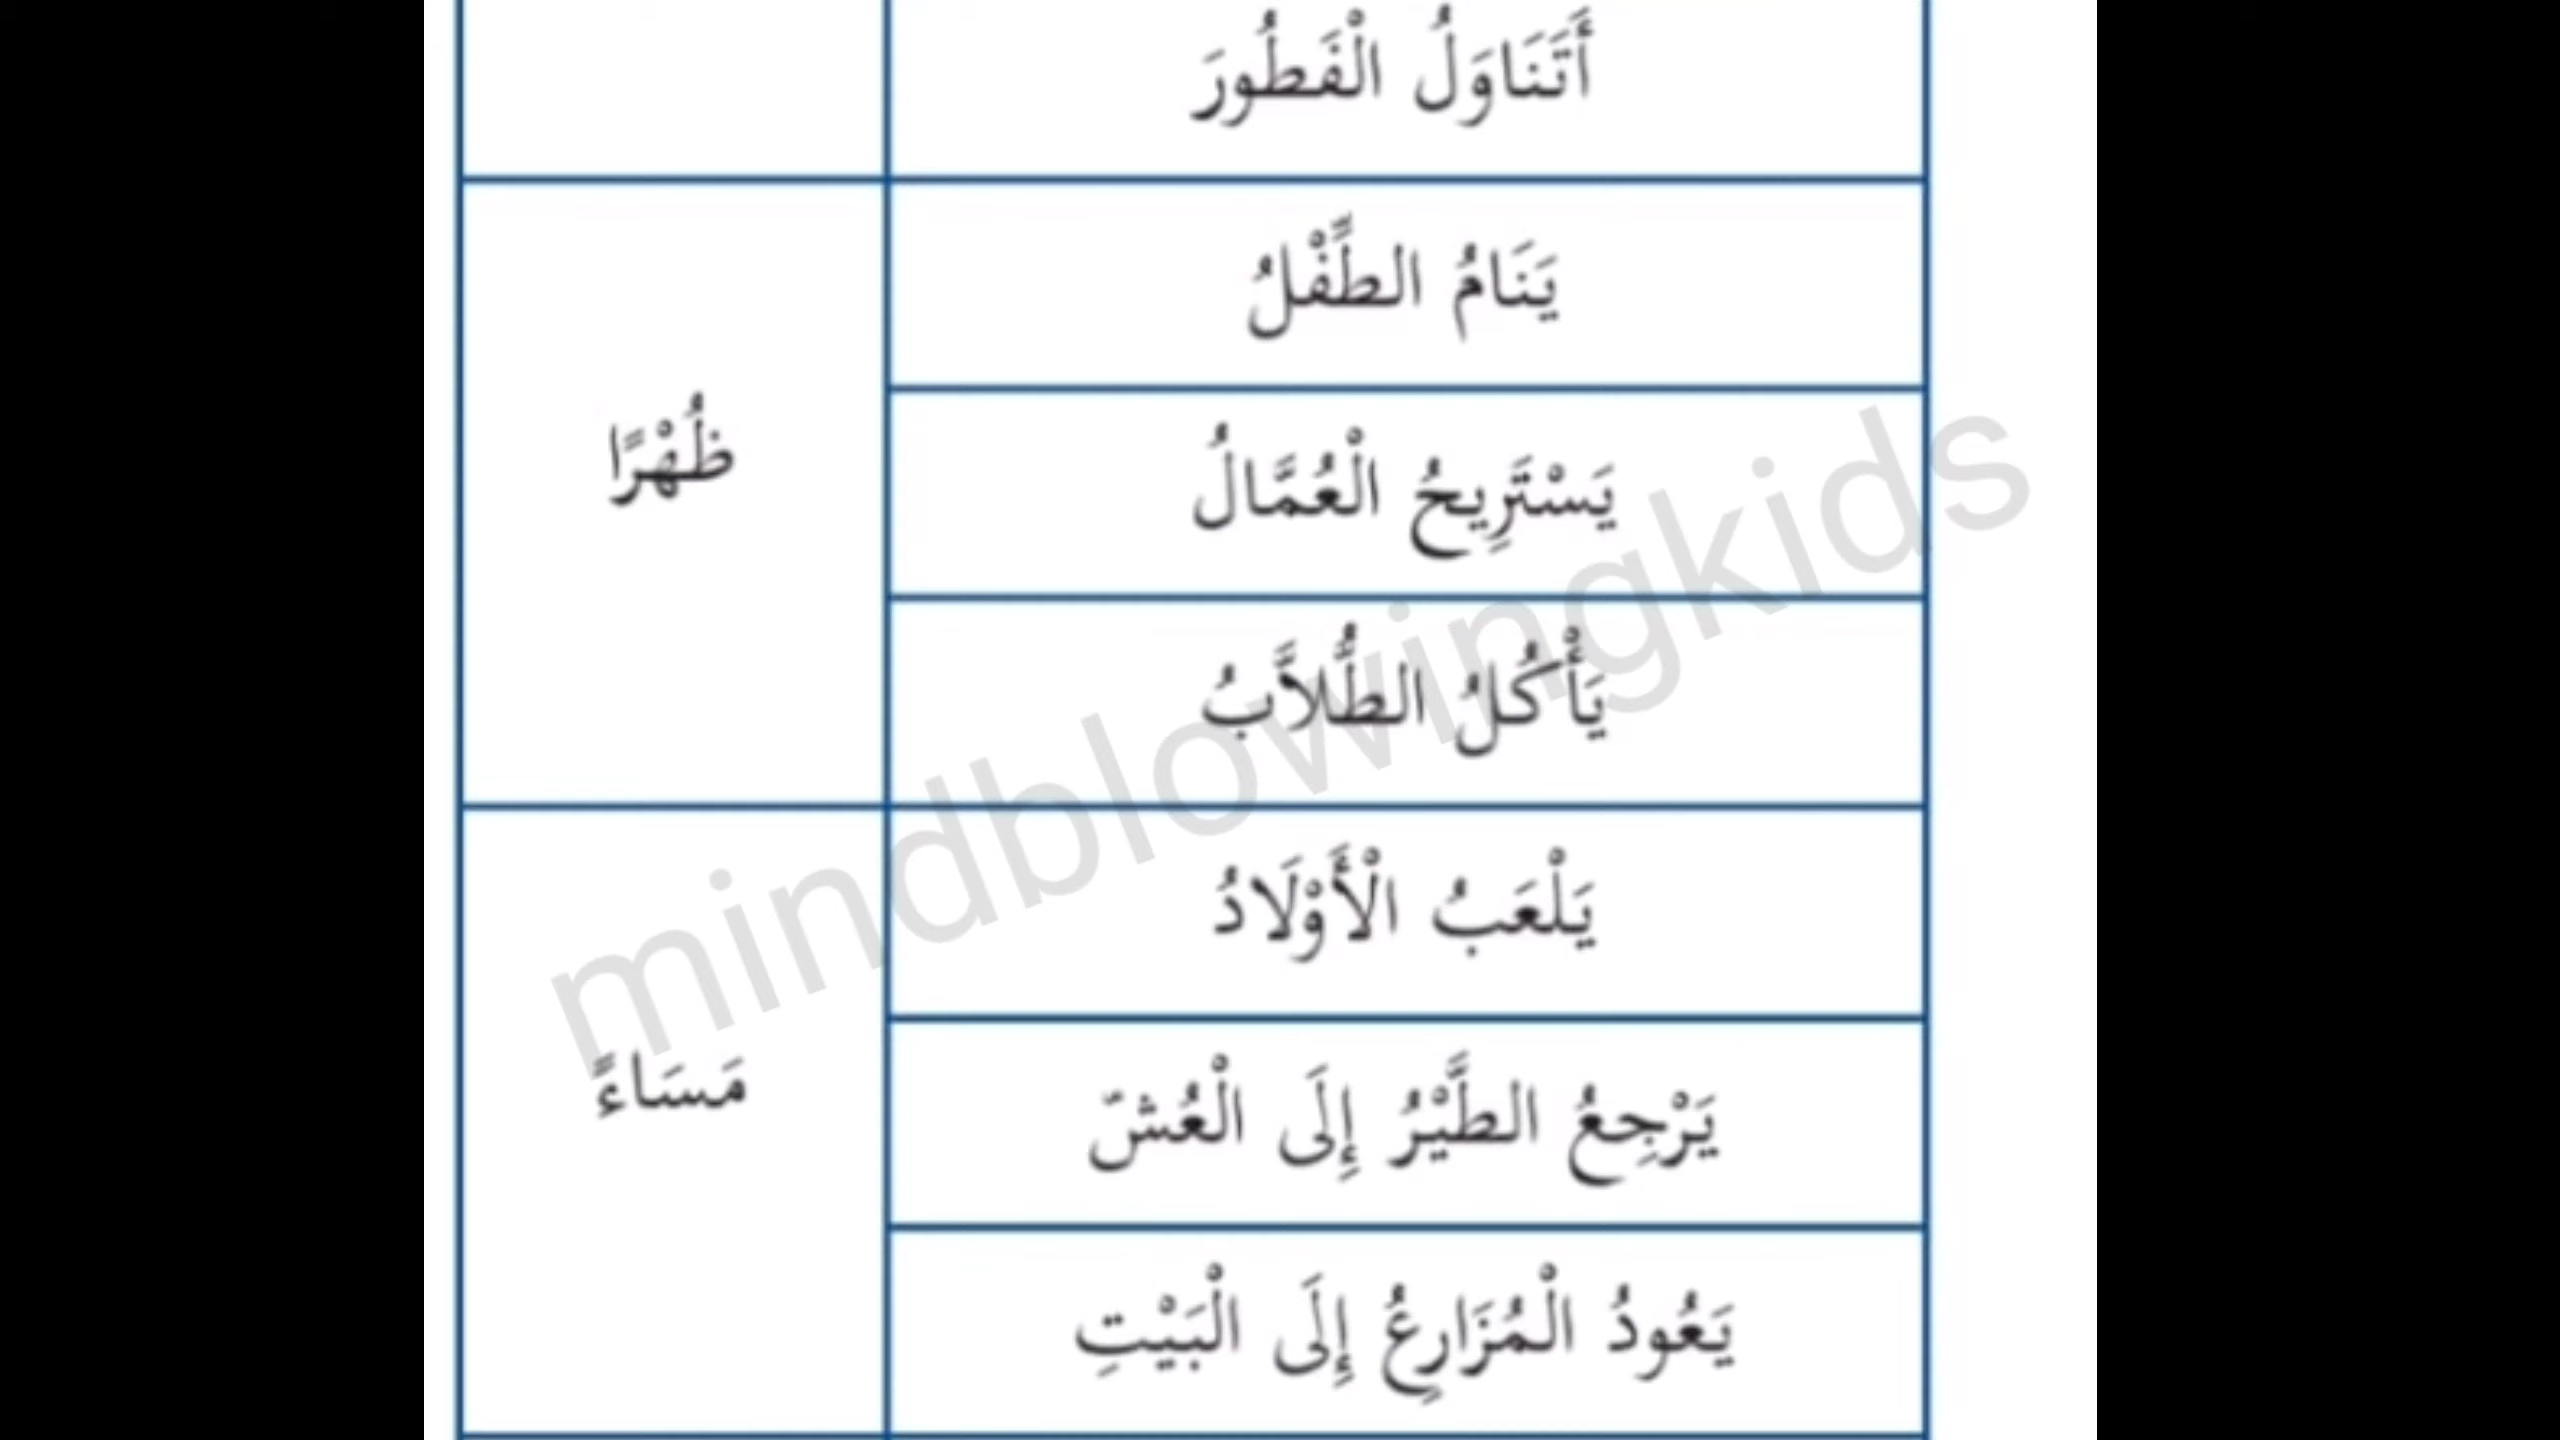 أَتَنَاوَلُ الْفَطُورَ
يَنَامُ الطِّفْلُ
ظُهْرًا
يَسْتَرِيحُ الْعُمَّالُ
يَأْكُلُ الطُّلَّابُ
يَلْعَبُ الْأَوْلَادُ
مَسَاءً
يَرْجِعُ الطَّيْرُ إِلَى الْعُشّ
يَعُودُ الْمُزَارِعُ إِلَى الْبَيْتِ
mindblowingkids